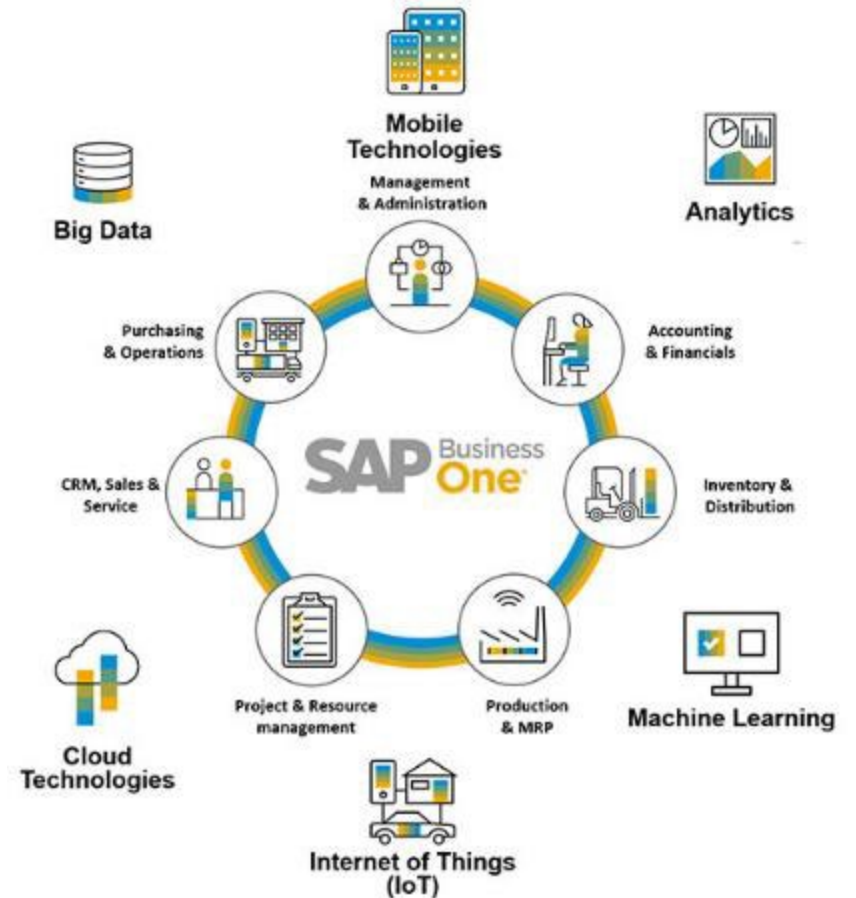 Mobile
Technologies
Management
& Administration
Big Data
Analytics
Purchasing
& Operations
Accounting
& Financials
SAP Business
One
CRM, Sales &
Service
Inventory &
Distribution
Project & Resource
management
Production
& MRP
Cloud
Technologies
Machine Learning
Internet of Things
(IoT)